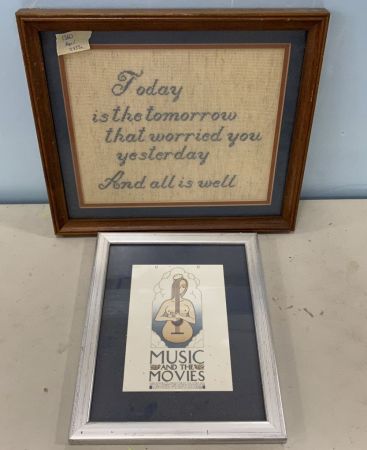 Today
is the tomorrow
that worried you
yesterday
And all is well
MUSIC
AND THE
MOVIES